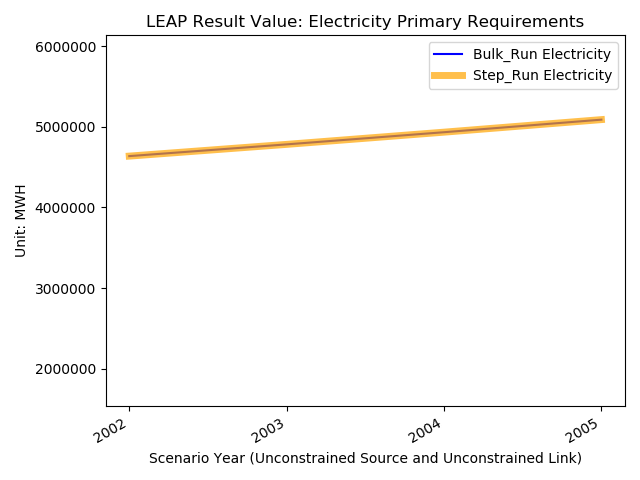 LEAP Result Value: Electricity Primary Requirements
Bulk_Run Electricity
Step_Run Electricity
Unit: MWH
6000000
5000000
4000000
3000000
2000000
2002
2003
2004
2005
Scenario Year (Unconstrained Source and Unconstrained Link)